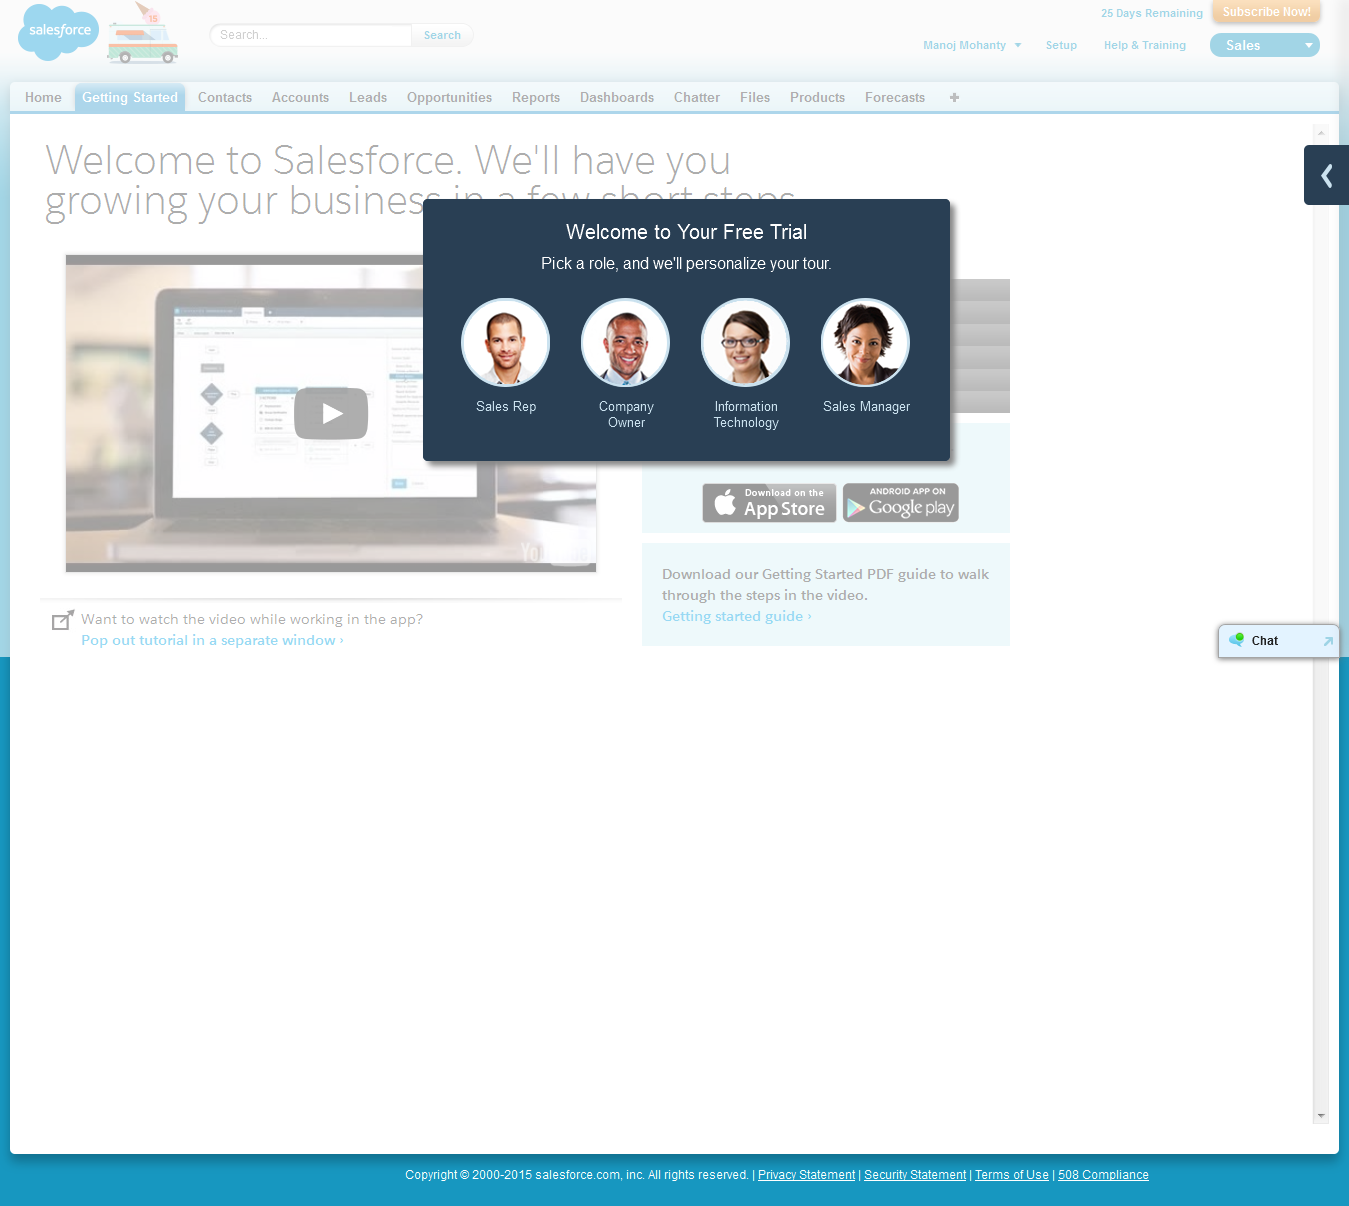 salesforce
15
Search...
Search
25 Days Remaining
Subscribe Now!
Manoj Mohanty
Setup
Help & Training
Sales
Home
Getting Started
Contacts
Accounts
Leads
Opportunities
Reports
Dashboards
Chatter
Files
Products
Forecasts
Welcome to Salesforce. We'll have you
growing your business in a few short steps.
Welcome to Your Free Trial
Pick a role, and we'll personalize your tour.
Sales Rep
Company
Owner
Information
Technology
Sales Manager
Download on the
App Store
ANDROID APP ON
Google play
Download our Getting Started PDF guide to walk
through the steps in the video.
Getting started guide ›
Want to watch the video while working in the app?
Pop out tutorial in a separate window ›
Chat
Copyright © 2000-2015 salesforce.com, inc. All rights reserved. | Privacy Statement | Security Statement | Terms of Use | 508 Compliance